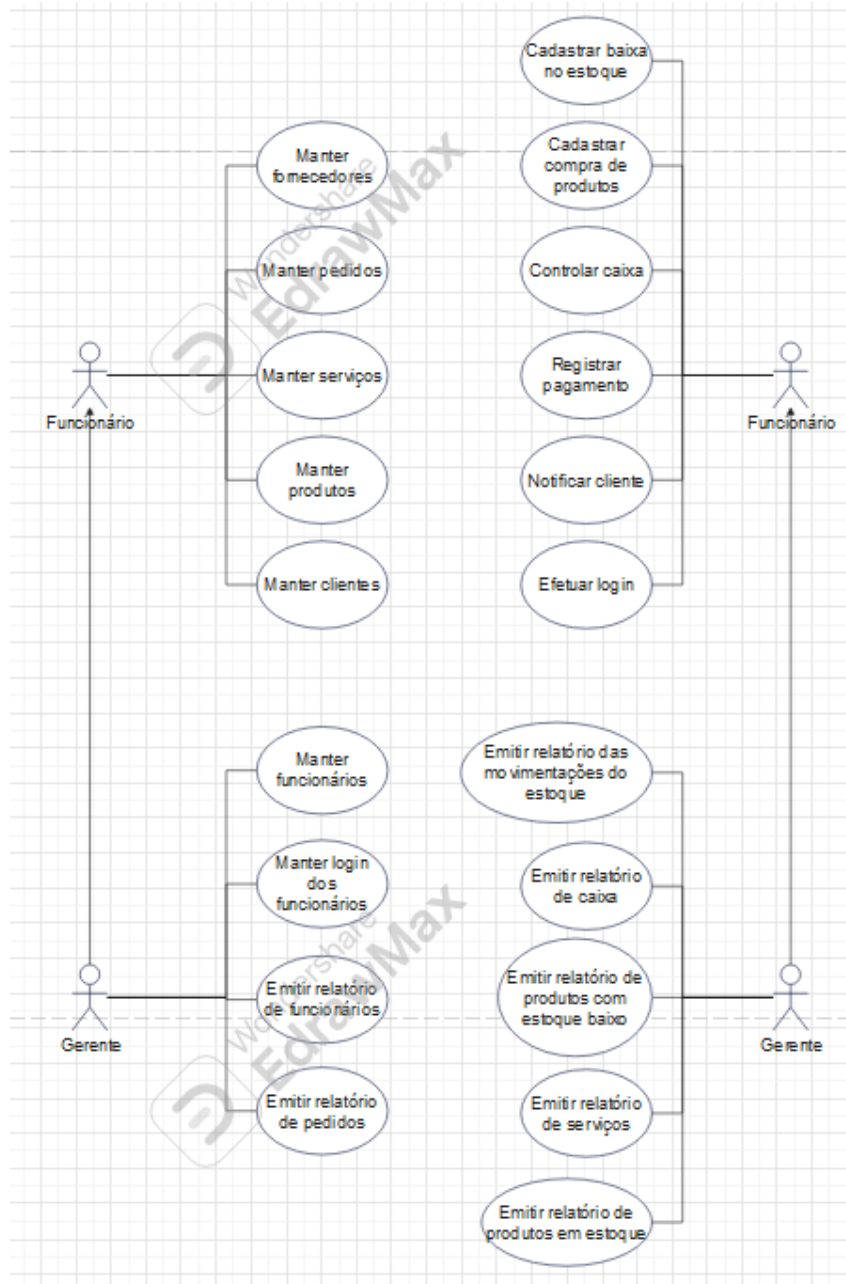 Cadastrar baixa
no estoque
Manter
fornecedores
Cadastrar
compra de
produtos
Manter pedidos
Controlar caixa
Manter serviços
Registrar
pagamento
Funcionário
Funcionário
Manter
produtos
Notificar cliente
Manter clientes
Efetuar login
Manter
funcionários
Emitir relatório das
movimentações do
estoque
Manter login
dos
funcionários
Emitir relatório
de caixa
Emitir relatório
de funcionários
Emitir relatório de
produtos com
estoque baixo
Gerente
Gerente
Emitir relatório
de pedidos
Emitir relatório
de serviços
Emitir relatório de
produtos em estoque
Wondershare
EdrawMax
Wondershare
EdrawMax